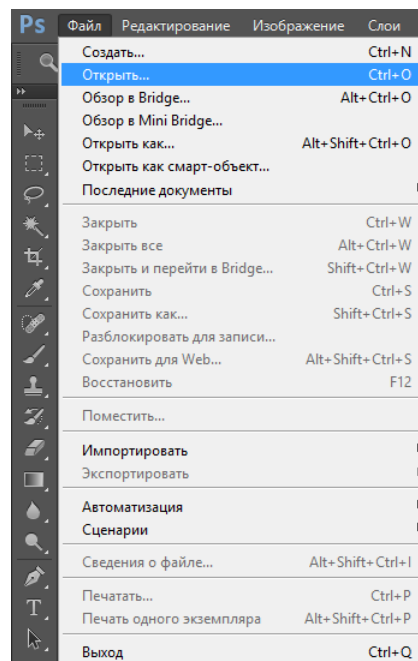 Ps Файл Редактирование Изображение Слои
Создать... Ctrl+N
Открыть... Ctrl+O
Обзор в Bridge... Alt+Ctrl+O
Обзор в Mini Bridge...
Открыть как... Alt+Shift+Ctrl+O
Открыть как смарт-объект...
Последние документы
Закрыть Ctrl+W
Закрыть все Alt+Ctrl+W
Закрыть и перейти в Bridge... Shift+Ctrl+W
Сохранить Ctrl+S
Сохранить как... Shift+Ctrl+S
Разблокировать для записи...
Сохранить для Web... Alt+Shift+Ctrl+S
Восстановить F12
Поместить...
Импортировать
Экспортировать
Автоматизация
Сценарии
Сведения о файле... Alt+Shift+Ctrl+I
Печатать... Ctrl+P
Печать одного экземпляра Alt+Shift+Ctrl+P
Выход Ctrl+Q